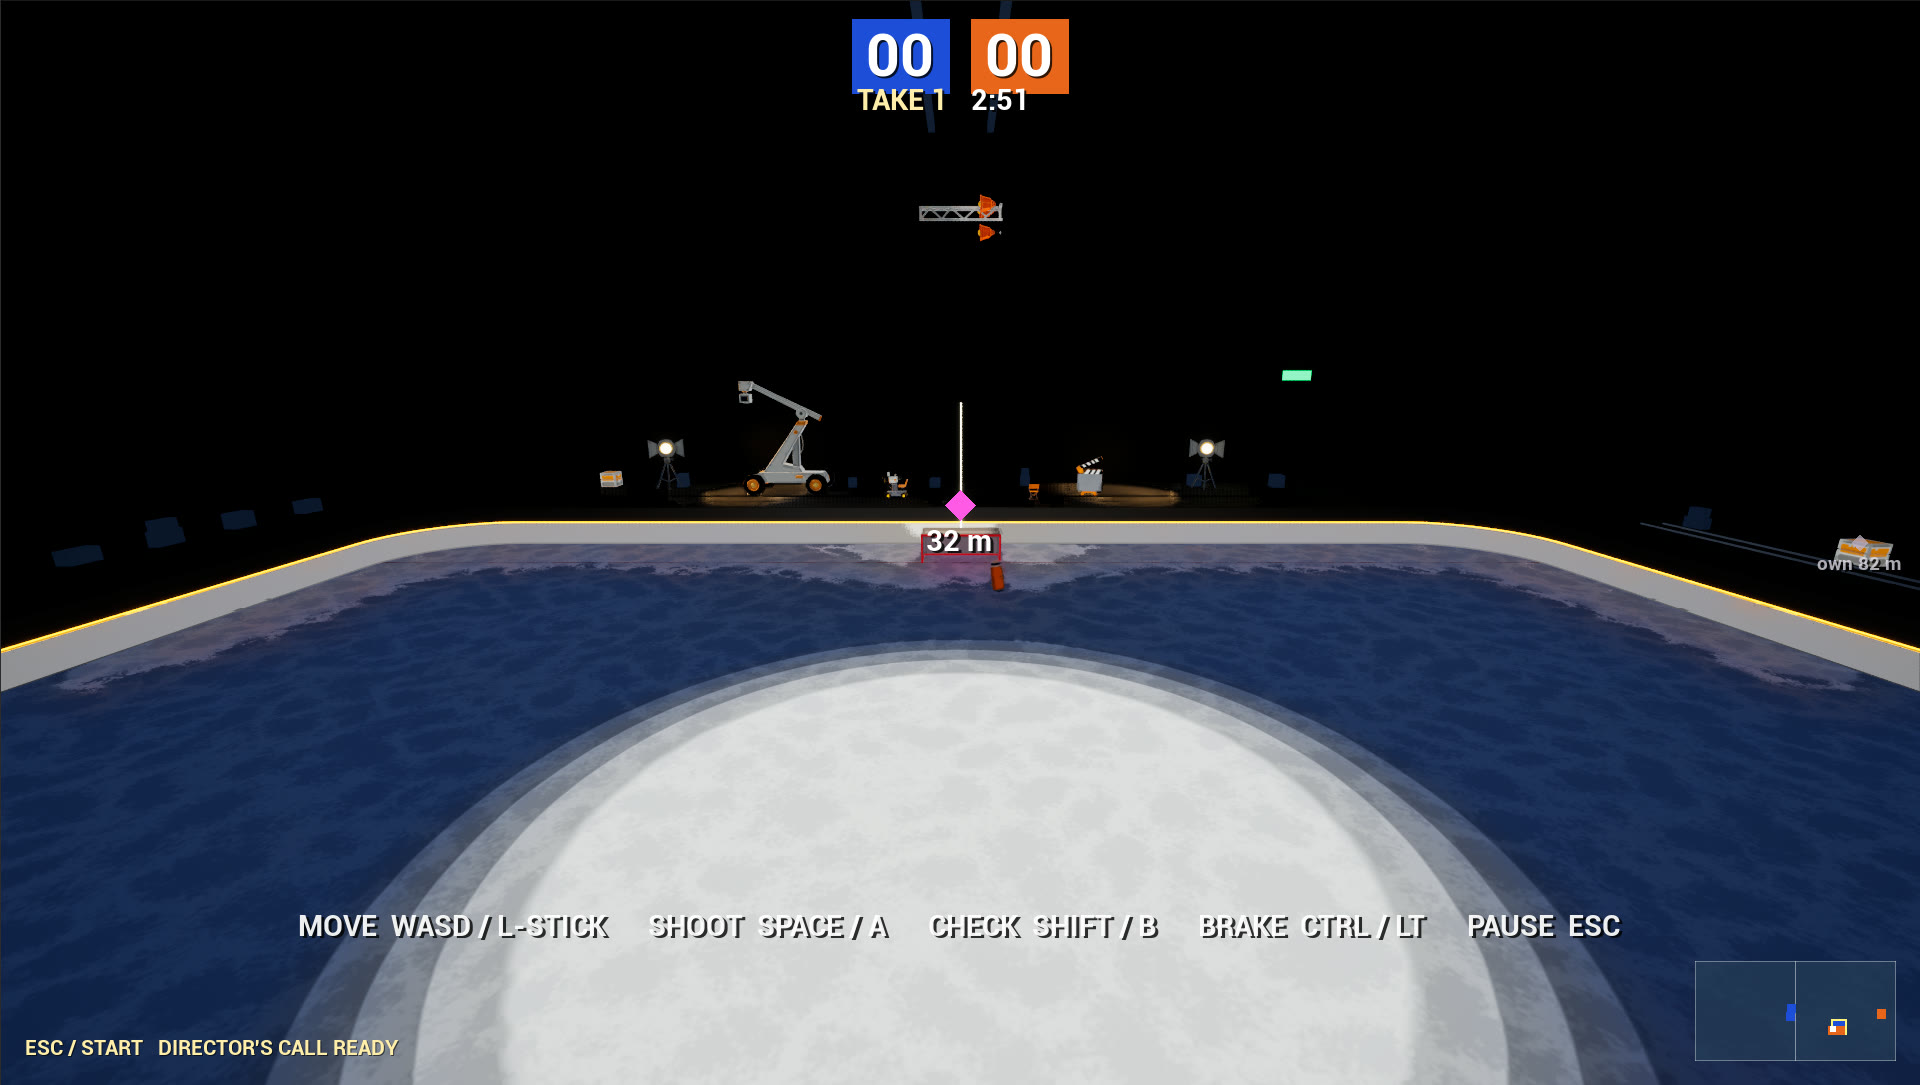 00 00
TAKE 1 2:51
32 m
own 82 m
MOVE WASD / L-STICK SHOOT SPACE / A CHECK SHIFT / B BRAKE CTRL / LT PAUSE ESC
ESC / START DIRECTOR'S CALL READY